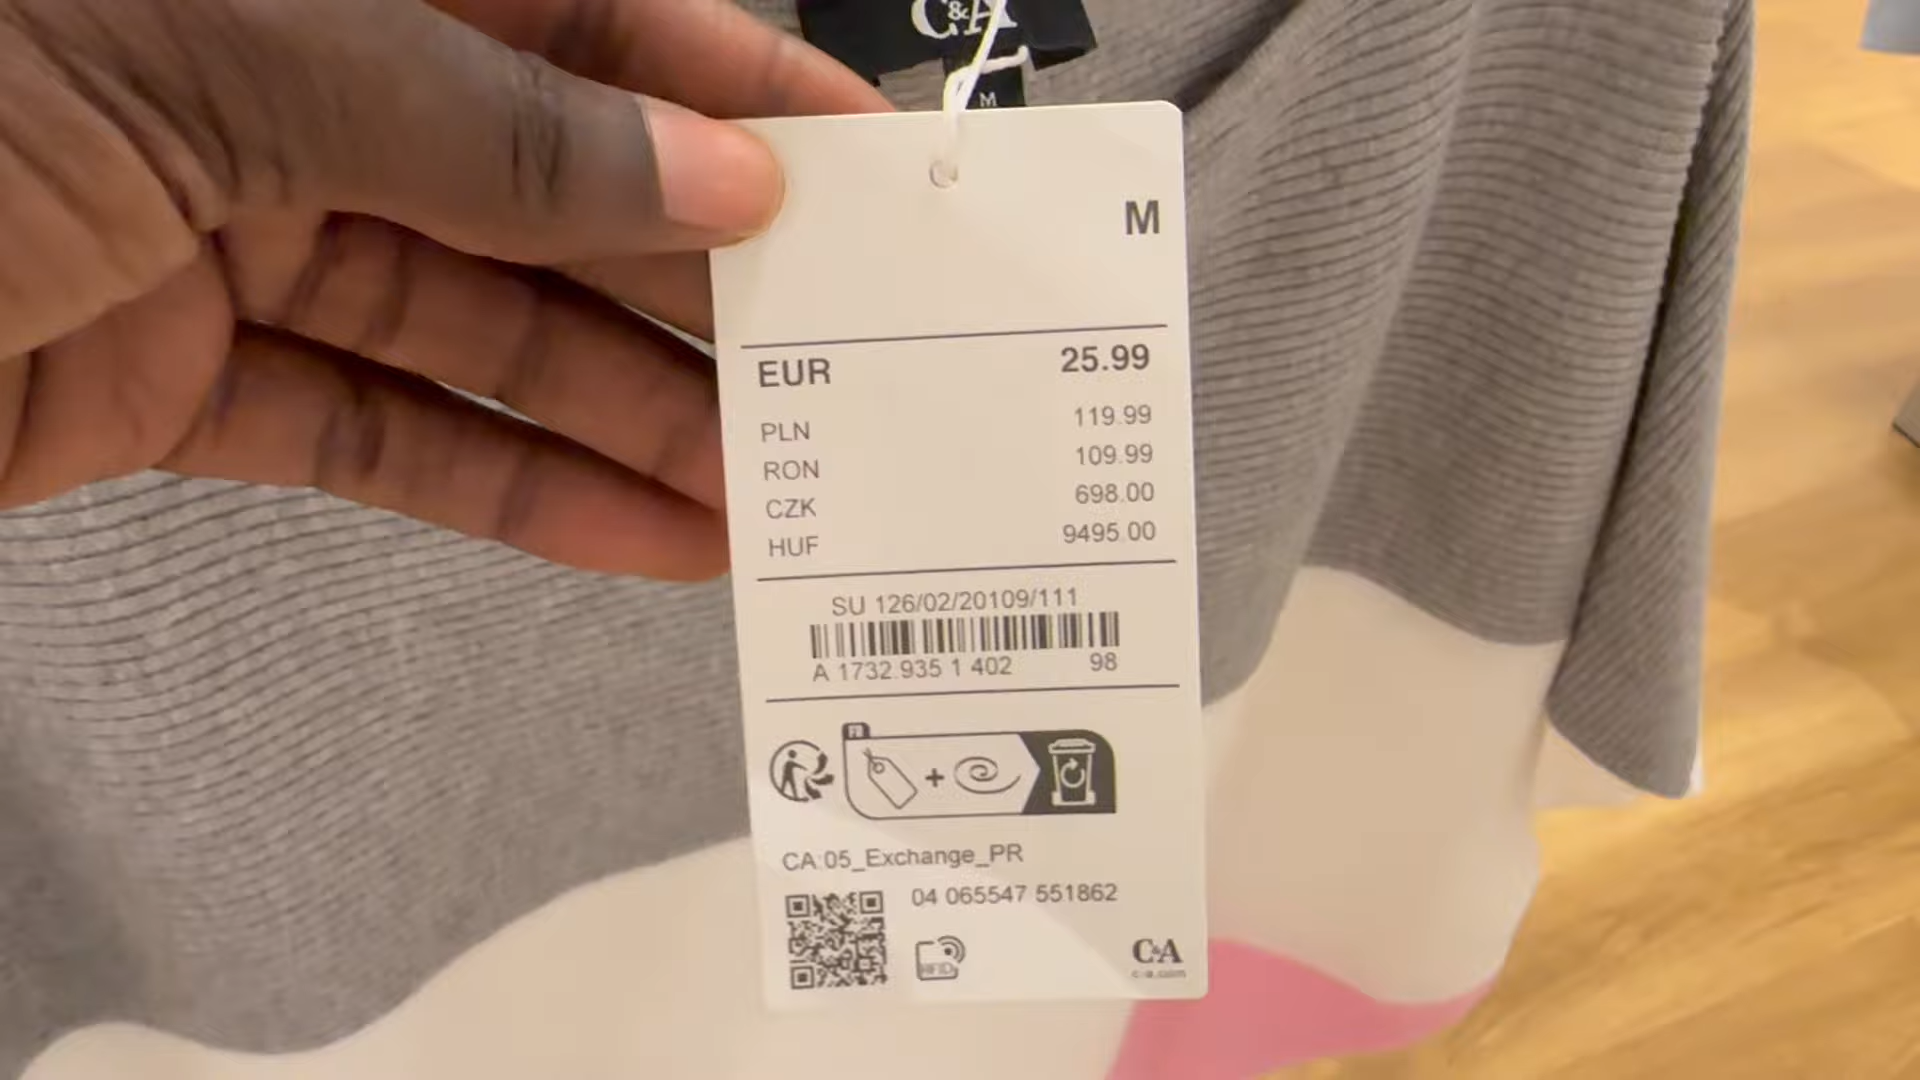 C&A
M
M
EUR 25.99
PLN 119.99
RON 109.99
CZK 698.00
HUF 9495.00
SU 126/02/20109/111
A 1732.935 1 402 98
FR
CA:05_Exchange_PR
04 065547 551862
RFID
C&A
c-a.com